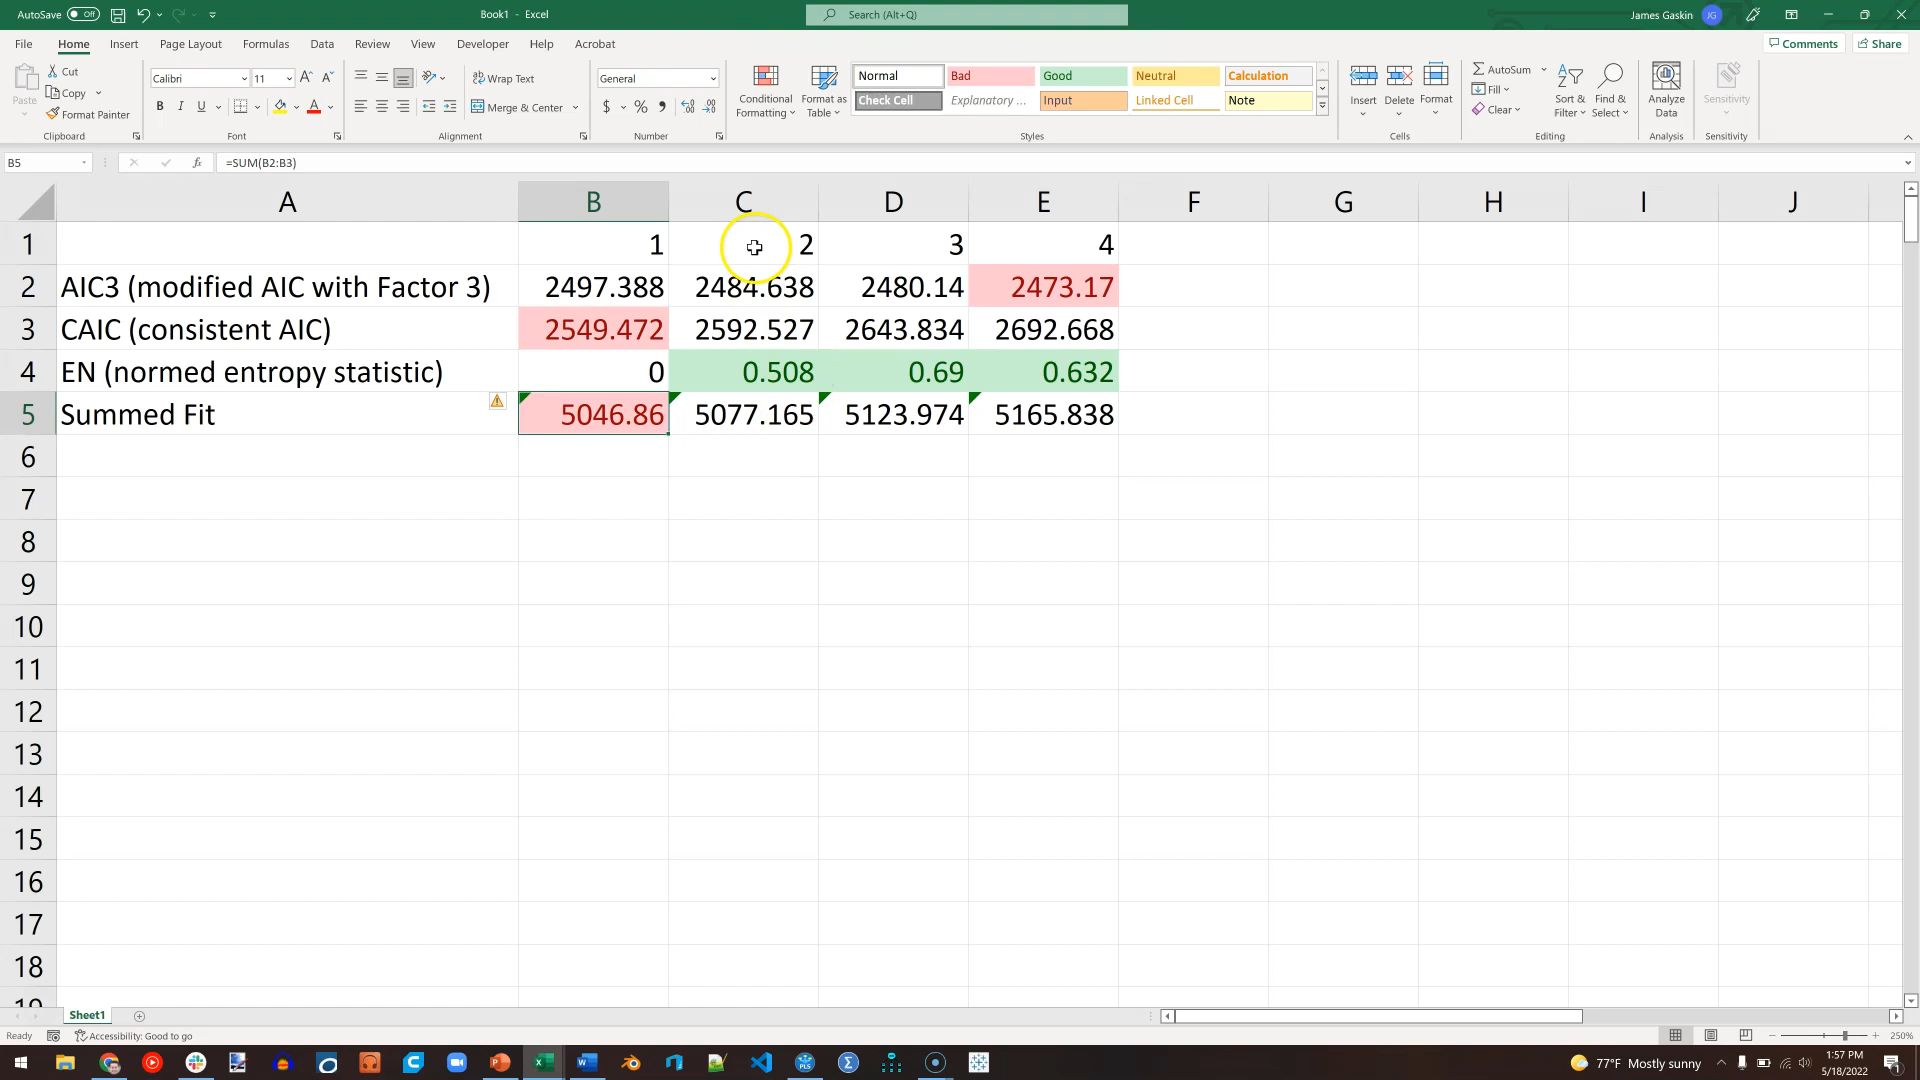 AutoSave Off Book1 - Excel Search (Alt+Q) James Gaskin JG
File Home Insert Page Layout Formulas Data Review View Developer Help Acrobat Comments Share
Paste Cut Copy Format Painter Clipboard
Calibri 11 A A B I U A Font
Wrap Text Merge & Center Alignment
General $ % , Number
Conditional Formatting Format as Table
Normal Bad Good Neutral Calculation
Check Cell Explanatory ... Input Linked Cell Note
Styles
Insert Delete Format Cells
AutoSum Fill Clear Sort & Filter Find & Select Editing
Analyze Data Analysis
Sensitivity Sensitivity
B5 fx =SUM(B2:B3)
A B C D E F G H I J
1 1 2 3 4
2 AIC3 (modified AIC with Factor 3) 2497.388 2484.638 2480.14 2473.17
3 CAIC (consistent AIC) 2549.472 2592.527 2643.834 2692.668
4 EN (normed entropy statistic) 0 0.508 0.69 0.632
5 Summed Fit 5046.86 5077.165 5123.974 5165.838
6
7
8
9
10
11
12
13
14
15
16
17
18
19
Sheet1
Ready Accessibility: Good to go 250%
77°F Mostly sunny 1:57 PM
5/18/2022